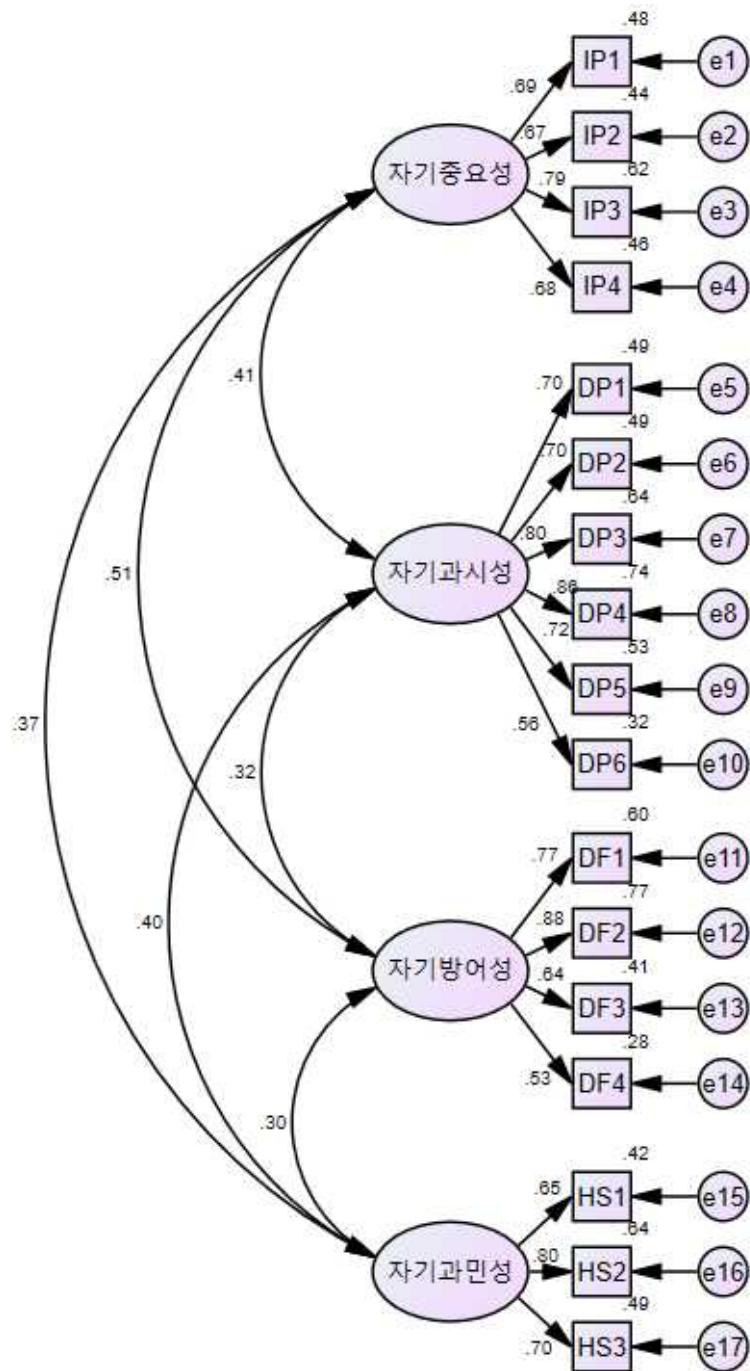 .48
IP1
e1
.69
.44
IP2
e2
.67
.62
자기중요성
IP3
e3
.79
.46
IP4
e4
.68
.41
.49
DP1
e5
.70
.49
DP2
e6
.70
.64
DP3
e7
.80
.74
자기과시성
DP4
e8
.86
.53
DP5
e9
.72
.32
DP6
e10
.56
.51
.37
.32
.60
DF1
e11
.77
.77
DF2
e12
.88
.41
자기방어성
DF3
e13
.64
.28
DF4
e14
.53
.40
.30
.42
HS1
e15
.65
.64
HS2
e16
.80
.49
자기과민성
HS3
e17
.70